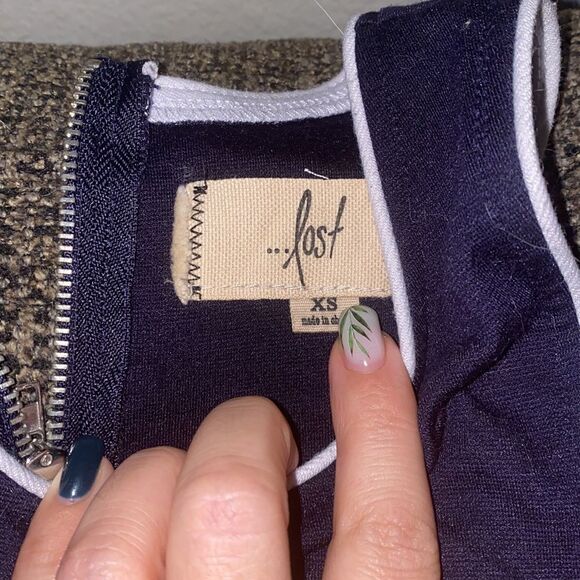 ...lost
XS
made in ch